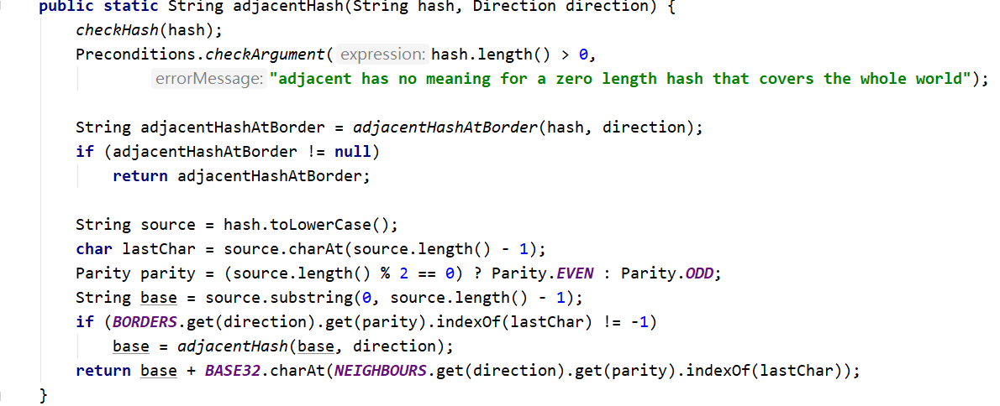 public static String adjacentHash(String hash, Direction direction) {
checkHash(hash);
Preconditions.checkArgument( expression: hash.length() > 0,
errorMessage: "adjacent has no meaning for a zero length hash that covers the whole world");
String adjacentHashAtBorder = adjacentHashAtBorder(hash, direction);
if (adjacentHashAtBorder != null)
return adjacentHashAtBorder;
String source = hash.toLowerCase();
char lastChar = source.charAt(source.length() - 1);
Parity parity = (source.length() % 2 == 0) ? Parity.EVEN : Parity.ODD;
String base = source.substring(0, source.length() - 1);
if (BORDERS.get(direction).get(parity).indexOf(lastChar) != -1)
base = adjacentHash(base, direction);
return base + BASE32.charAt(NEIGHBOURS.get(direction).get(parity).indexOf(lastChar));
}